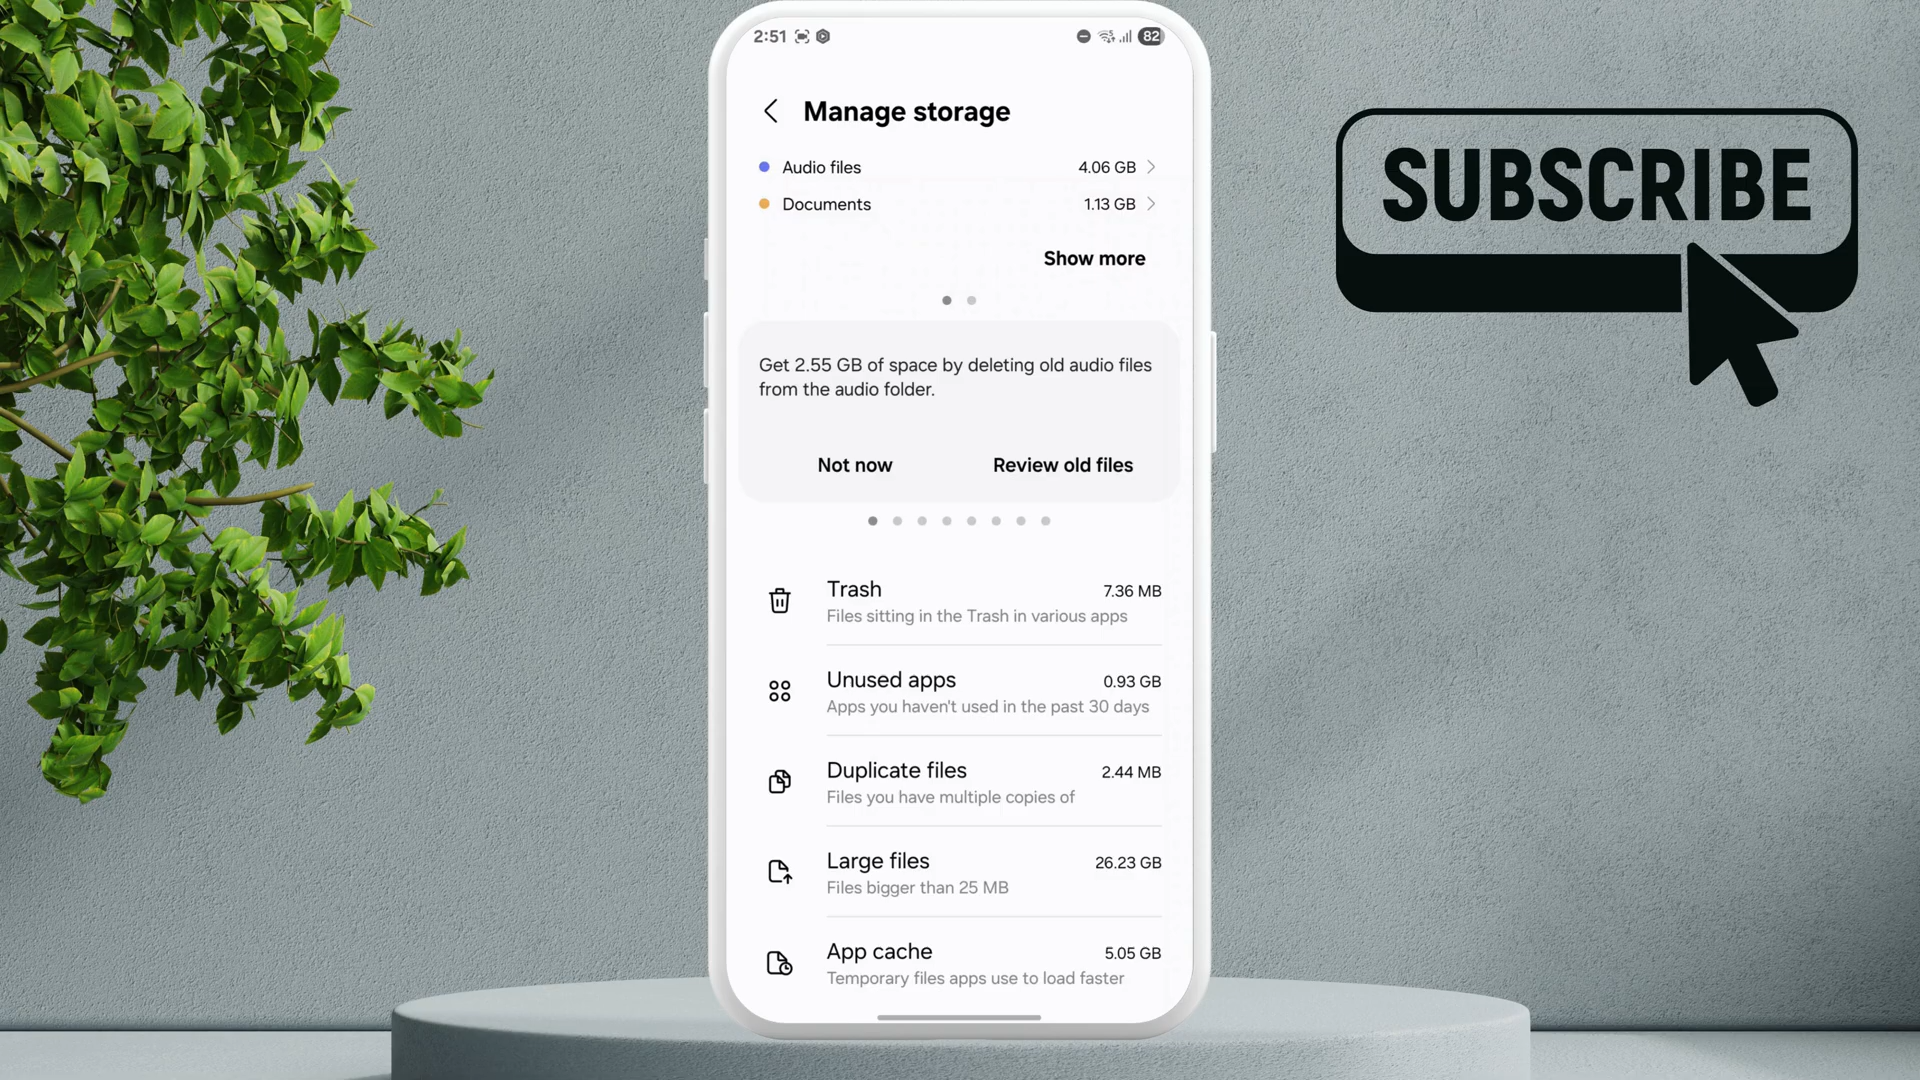 2:51
82
Manage storage
Audio files 4.06 GB
Documents 1.13 GB
Show more
Get 2.55 GB of space by deleting old audio files
from the audio folder.
Not now Review old files
Trash 7.36 MB
Files sitting in the Trash in various apps
Unused apps 0.93 GB
Apps you haven't used in the past 30 days
Duplicate files 2.44 MB
Files you have multiple copies of
Large files 26.23 GB
Files bigger than 25 MB
App cache 5.05 GB
Temporary files apps use to load faster
SUBSCRIBE